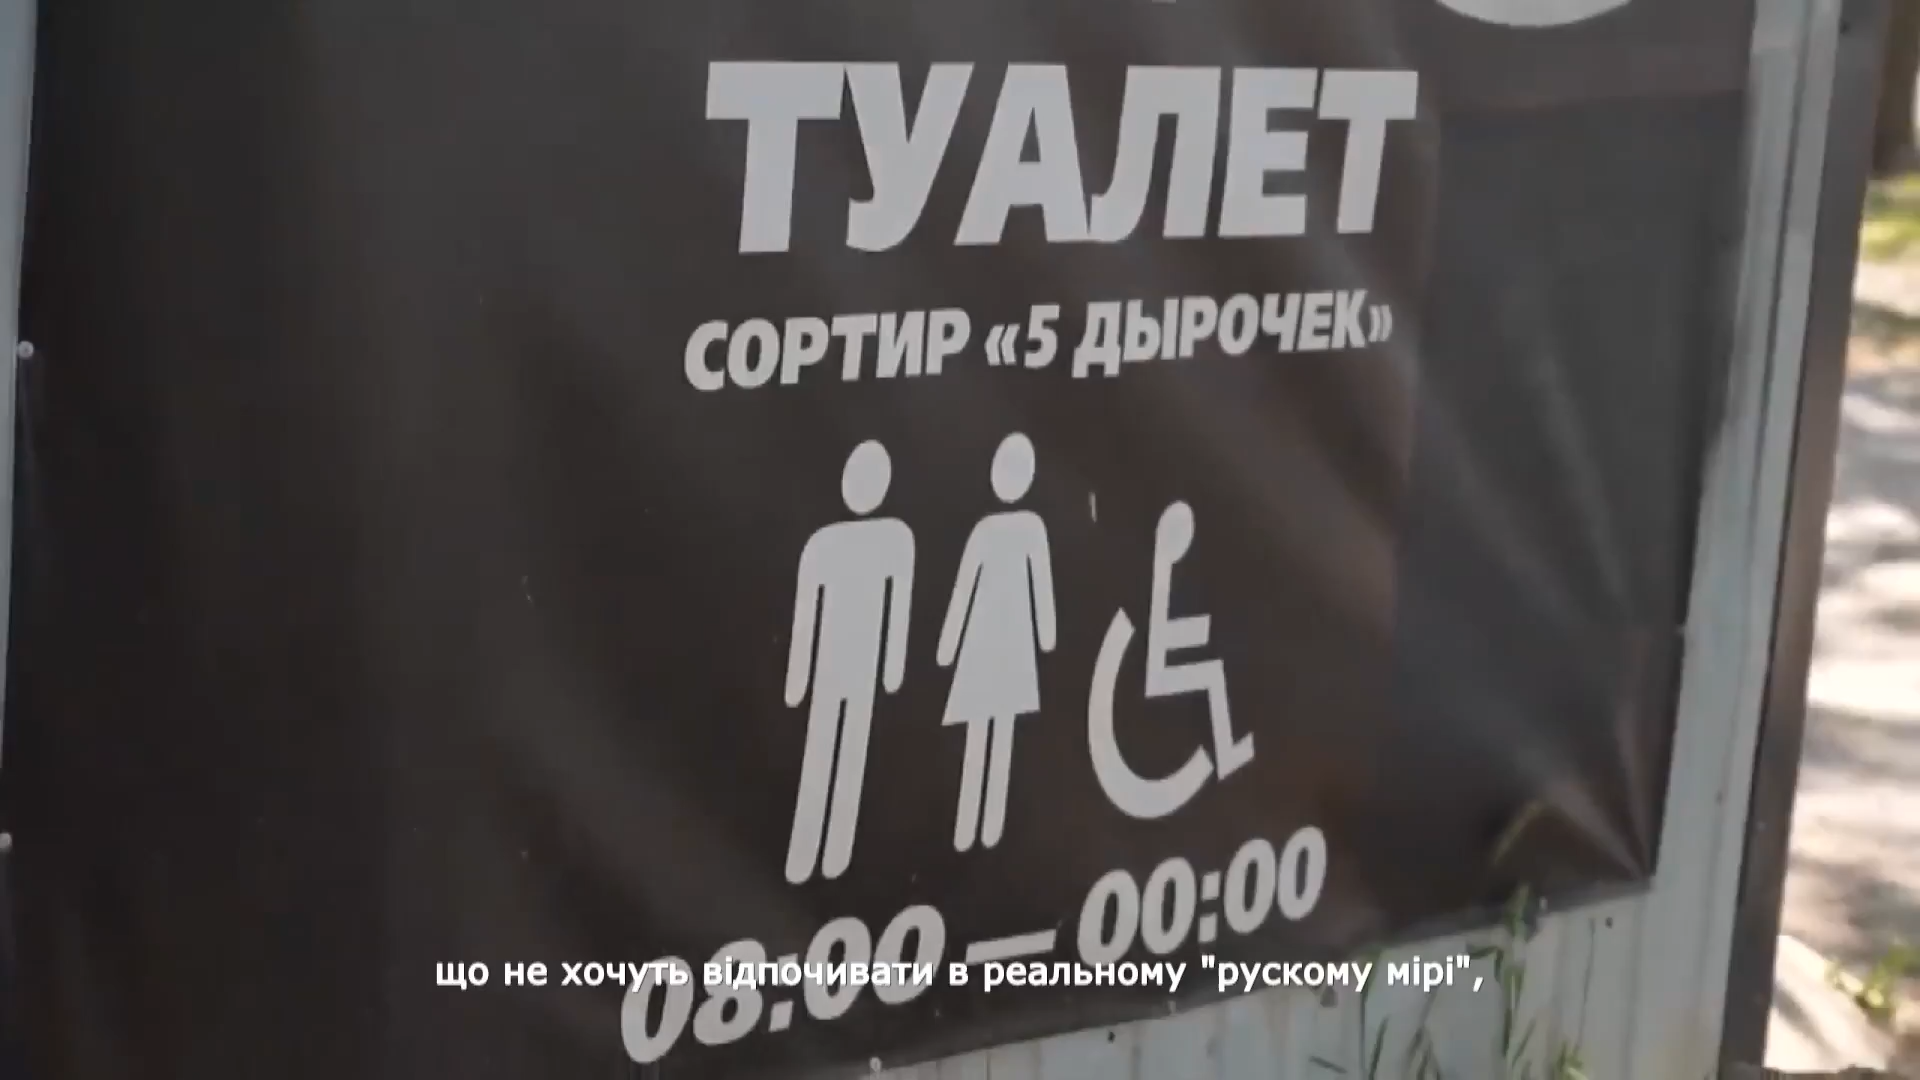 ТУАЛЕТ
СОРТИР «5 ДЫРОЧЕК»
08:00 — 00:00
що не хочуть відпочивати в реальному "рускому мірі",